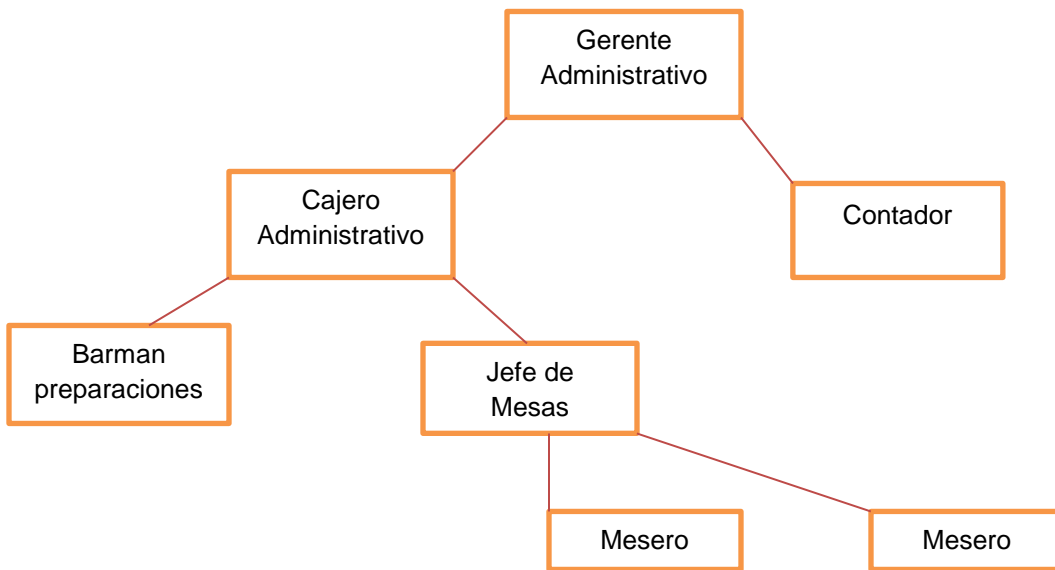 Gerente
Administrativo
Cajero
Administrativo
Contador
Barman
preparaciones
Jefe de
Mesas
Mesero
Mesero